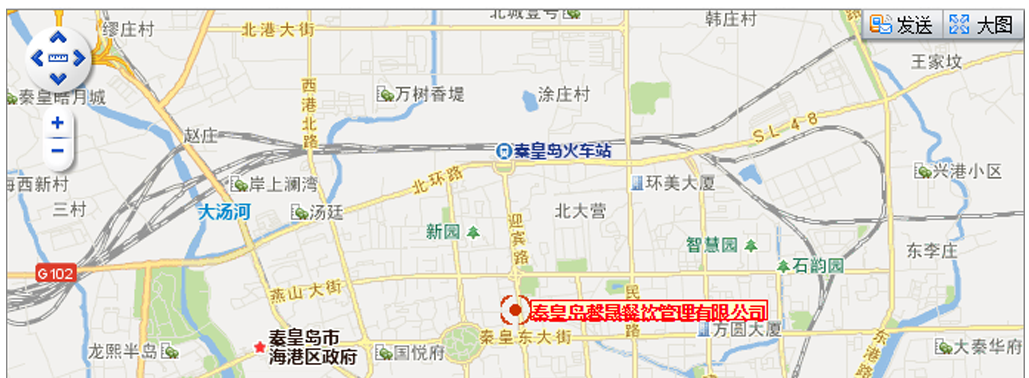 缪庄村
北港大街
北城壹号
韩庄村
路
发送
大图
王家坟
秦皇皓月城
万树香堤
涂庄村
西港北路
赵庄
SL48
秦皇岛火车站
海西新村
岸上澜湾
北环路
环美大厦
兴港小区
三村
大汤河
汤廷
北大营
新园
迎宾路
智慧园
东李庄
石韵园
G102
燕山大街
民
路
秦皇岛馨晟餐饮管理有限公司
秦皇东大街
方圆大厦
秦皇岛市
海港区政府
龙熙半岛
国悦府
东港路
大秦华府